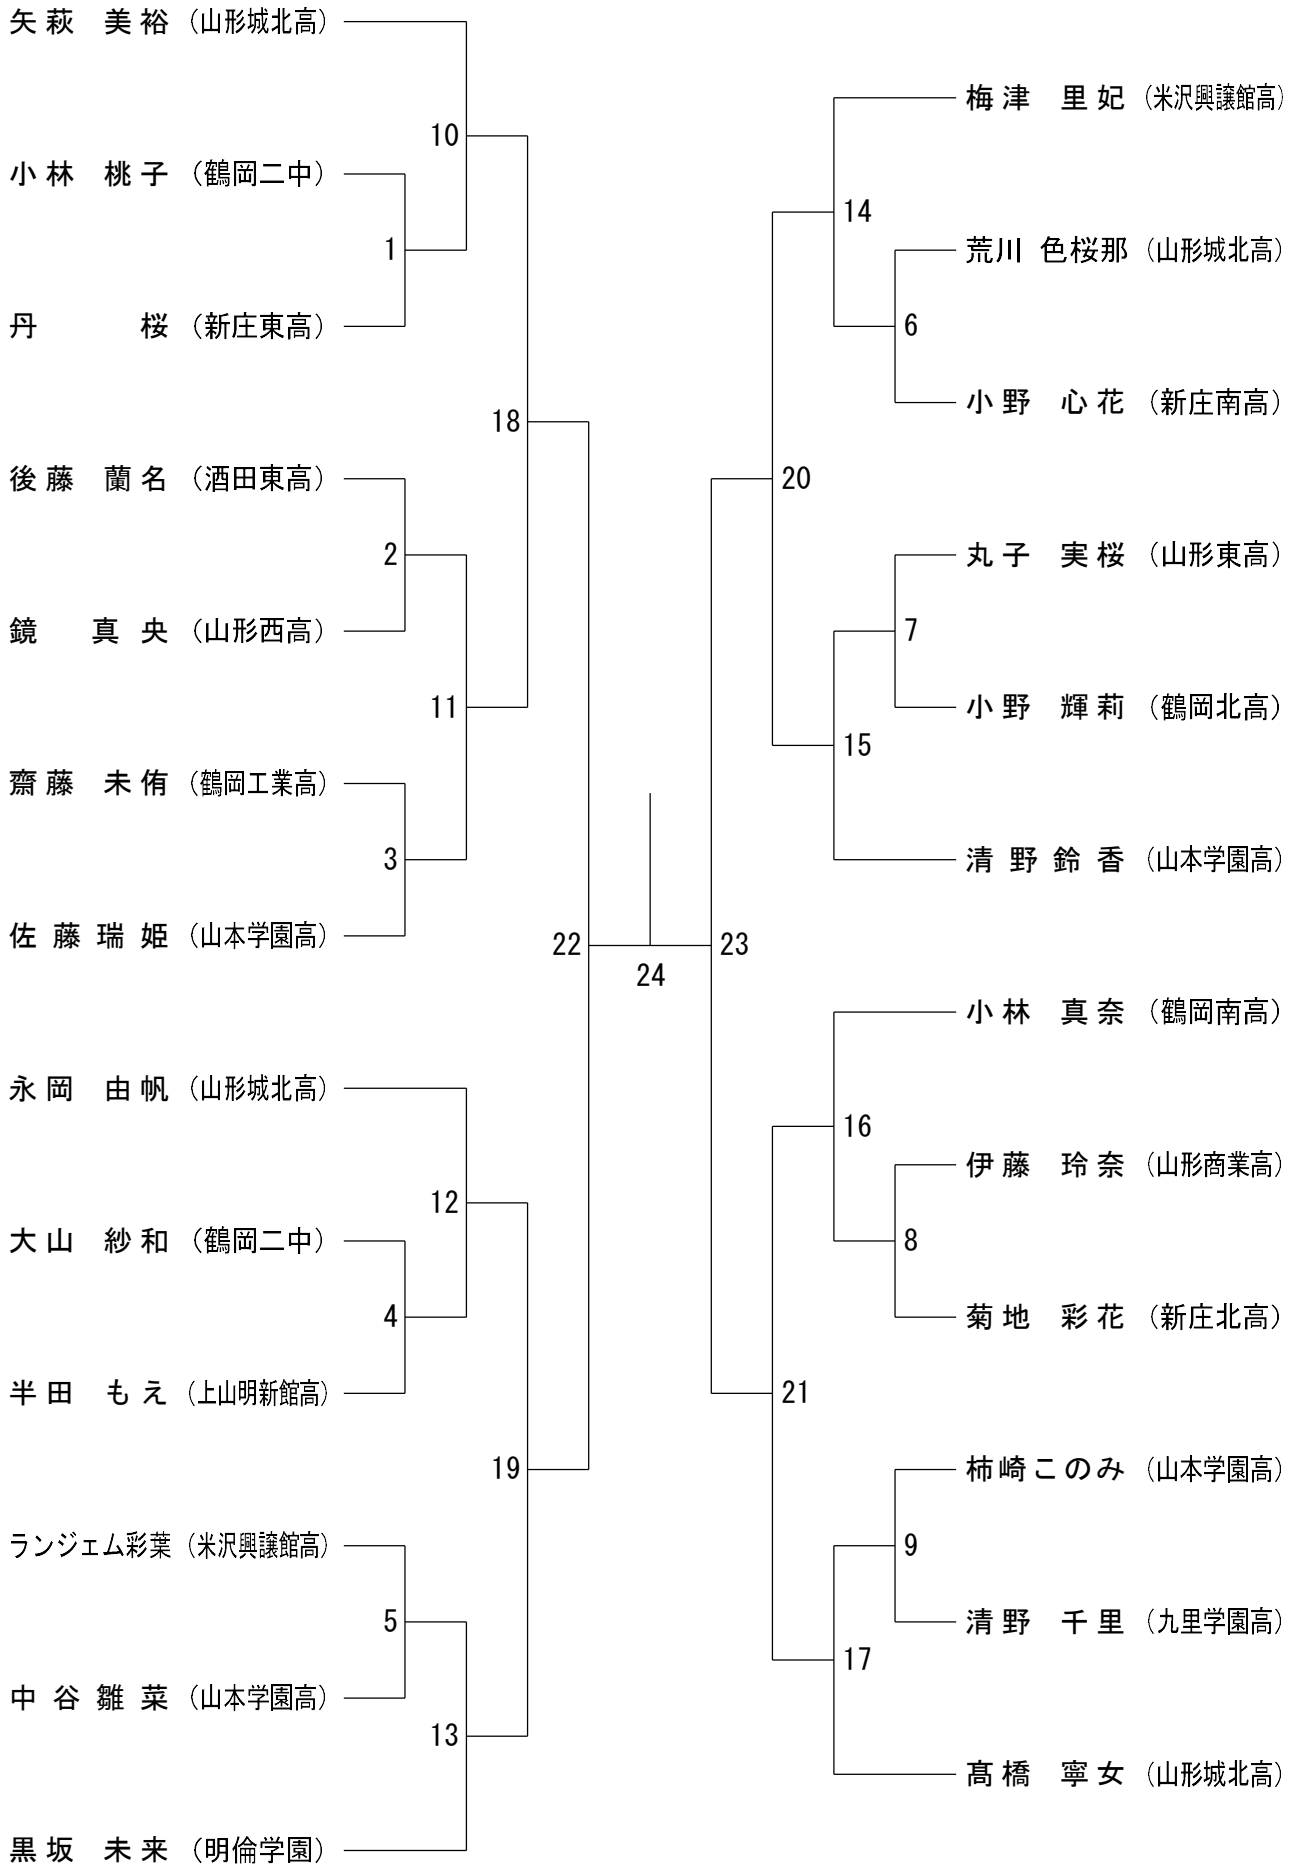 矢萩 美裕 （山形城北高）
10
小林 桃子 （鶴岡二中）
1
丹 桜 （新庄東高）
18
後藤 蘭名 （酒田東高）
2
鏡 真央 （山形西高）
11
齋藤 未侑 （鶴岡工業高）
3
佐藤瑞姫 （山本学園高）
22
永岡 由帆 （山形城北高）
12
大山 紗和 （鶴岡二中）
4
半田 もえ （上山明新館高）
19
ランジェム彩葉 （米沢興譲館高）
5
中谷雛菜 （山本学園高）
13
黒坂 未来 （明倫学園）
24
梅津 里妃 （米沢興譲館高）
14
荒川 色桜那 （山形城北高）
6
小野 心花 （新庄南高）
20
丸子 実桜 （山形東高）
7
小野 輝莉 （鶴岡北高）
15
清野鈴香 （山本学園高）
23
小林 真奈 （鶴岡南高）
16
伊藤 玲奈 （山形商業高）
8
菊地 彩花 （新庄北高）
21
柿崎このみ （山本学園高）
9
清野 千里 （九里学園高）
17
髙橋 寧女 （山形城北高）